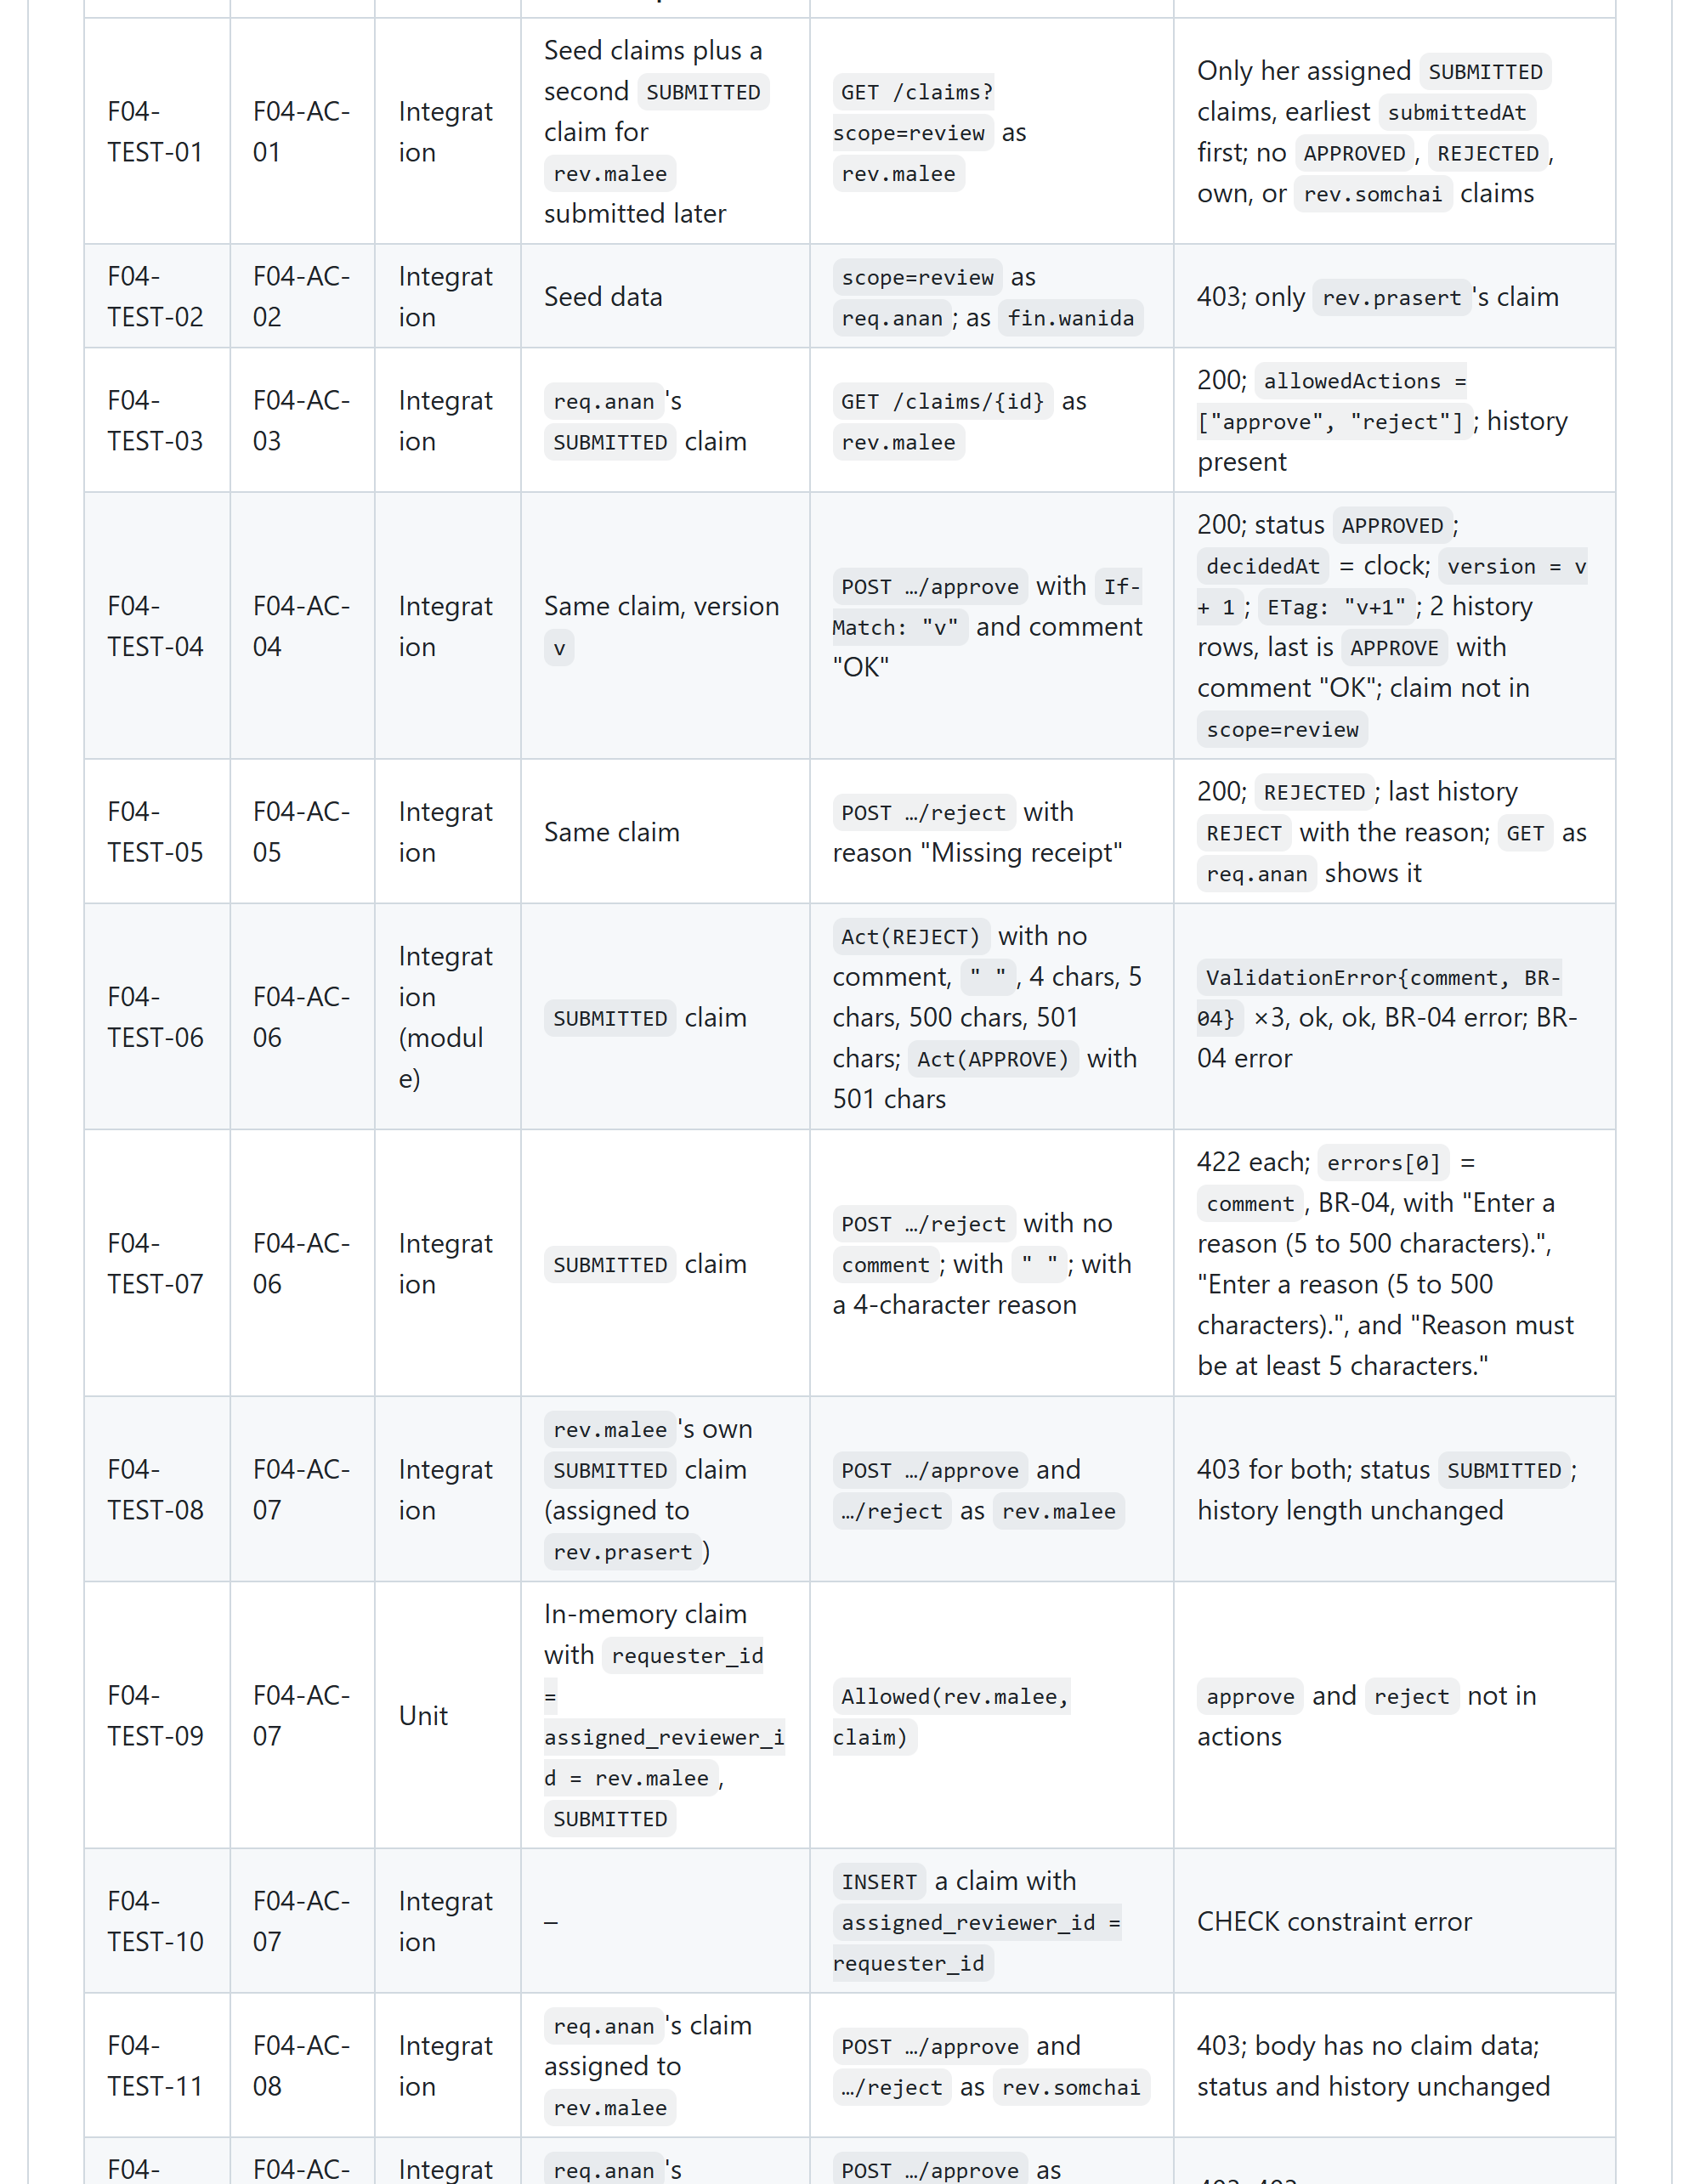 F04-
TEST-01
F04-AC-
01
Integrat
ion
Seed claims plus a
second SUBMITTED
claim for
rev.malee
submitted later
GET /claims?
scope=review as
rev.malee
Only her assigned SUBMITTED
claims, earliest submittedAt
first; no APPROVED, REJECTED,
own, or rev.somchai claims
F04-
TEST-02
F04-AC-
02
Integrat
ion
Seed data
scope=review as
req.anan; as fin.wanida
403; only rev.prasert's claim
F04-
TEST-03
F04-AC-
03
Integrat
ion
req.anan's
SUBMITTED claim
GET /claims/{id} as
rev.malee
200; allowedActions =
["approve", "reject"]; history
present
F04-
TEST-04
F04-AC-
04
Integrat
ion
Same claim, version
v
POST …/approve with If-
Match: "v" and comment
"OK"
200; status APPROVED;
decidedAt = clock; version = v
+ 1; ETag: "v+1"; 2 history
rows, last is APPROVE with
comment "OK"; claim not in
scope=review
F04-
TEST-05
F04-AC-
05
Integrat
ion
Same claim
POST …/reject with
reason "Missing receipt"
200; REJECTED; last history
REJECT with the reason; GET as
req.anan shows it
F04-
TEST-06
F04-AC-
06
Integrat
ion
(modul
e)
SUBMITTED claim
Act(REJECT) with no
comment, " ", 4 chars, 5
chars, 500 chars, 501
chars; Act(APPROVE) with
501 chars
ValidationError{comment, BR-
04} ×3, ok, ok, BR-04 error; BR-
04 error
F04-
TEST-07
F04-AC-
06
Integrat
ion
SUBMITTED claim
POST …/reject with no
comment; with " "; with
a 4-character reason
422 each; errors[0] =
comment, BR-04, with "Enter a
reason (5 to 500 characters).",
"Enter a reason (5 to 500
characters).", and "Reason must
be at least 5 characters."
F04-
TEST-08
F04-AC-
07
Integrat
ion
rev.malee's own
SUBMITTED claim
(assigned to
rev.prasert)
POST …/approve and
…/reject as rev.malee
403 for both; status SUBMITTED;
history length unchanged
F04-
TEST-09
F04-AC-
07
Unit
In-memory claim
with requester_id
=
assigned_reviewer_i
d = rev.malee,
SUBMITTED
Allowed(rev.malee,
claim)
approve and reject not in
actions
F04-
TEST-10
F04-AC-
07
Integrat
ion
–
INSERT a claim with
assigned_reviewer_id =
requester_id
CHECK constraint error
F04-
TEST-11
F04-AC-
08
Integrat
ion
req.anan's claim
assigned to
rev.malee
POST …/approve and
…/reject as rev.somchai
403; body has no claim data;
status and history unchanged
F04-
F04-AC-
Integrat
req.anan's
POST …/approve as